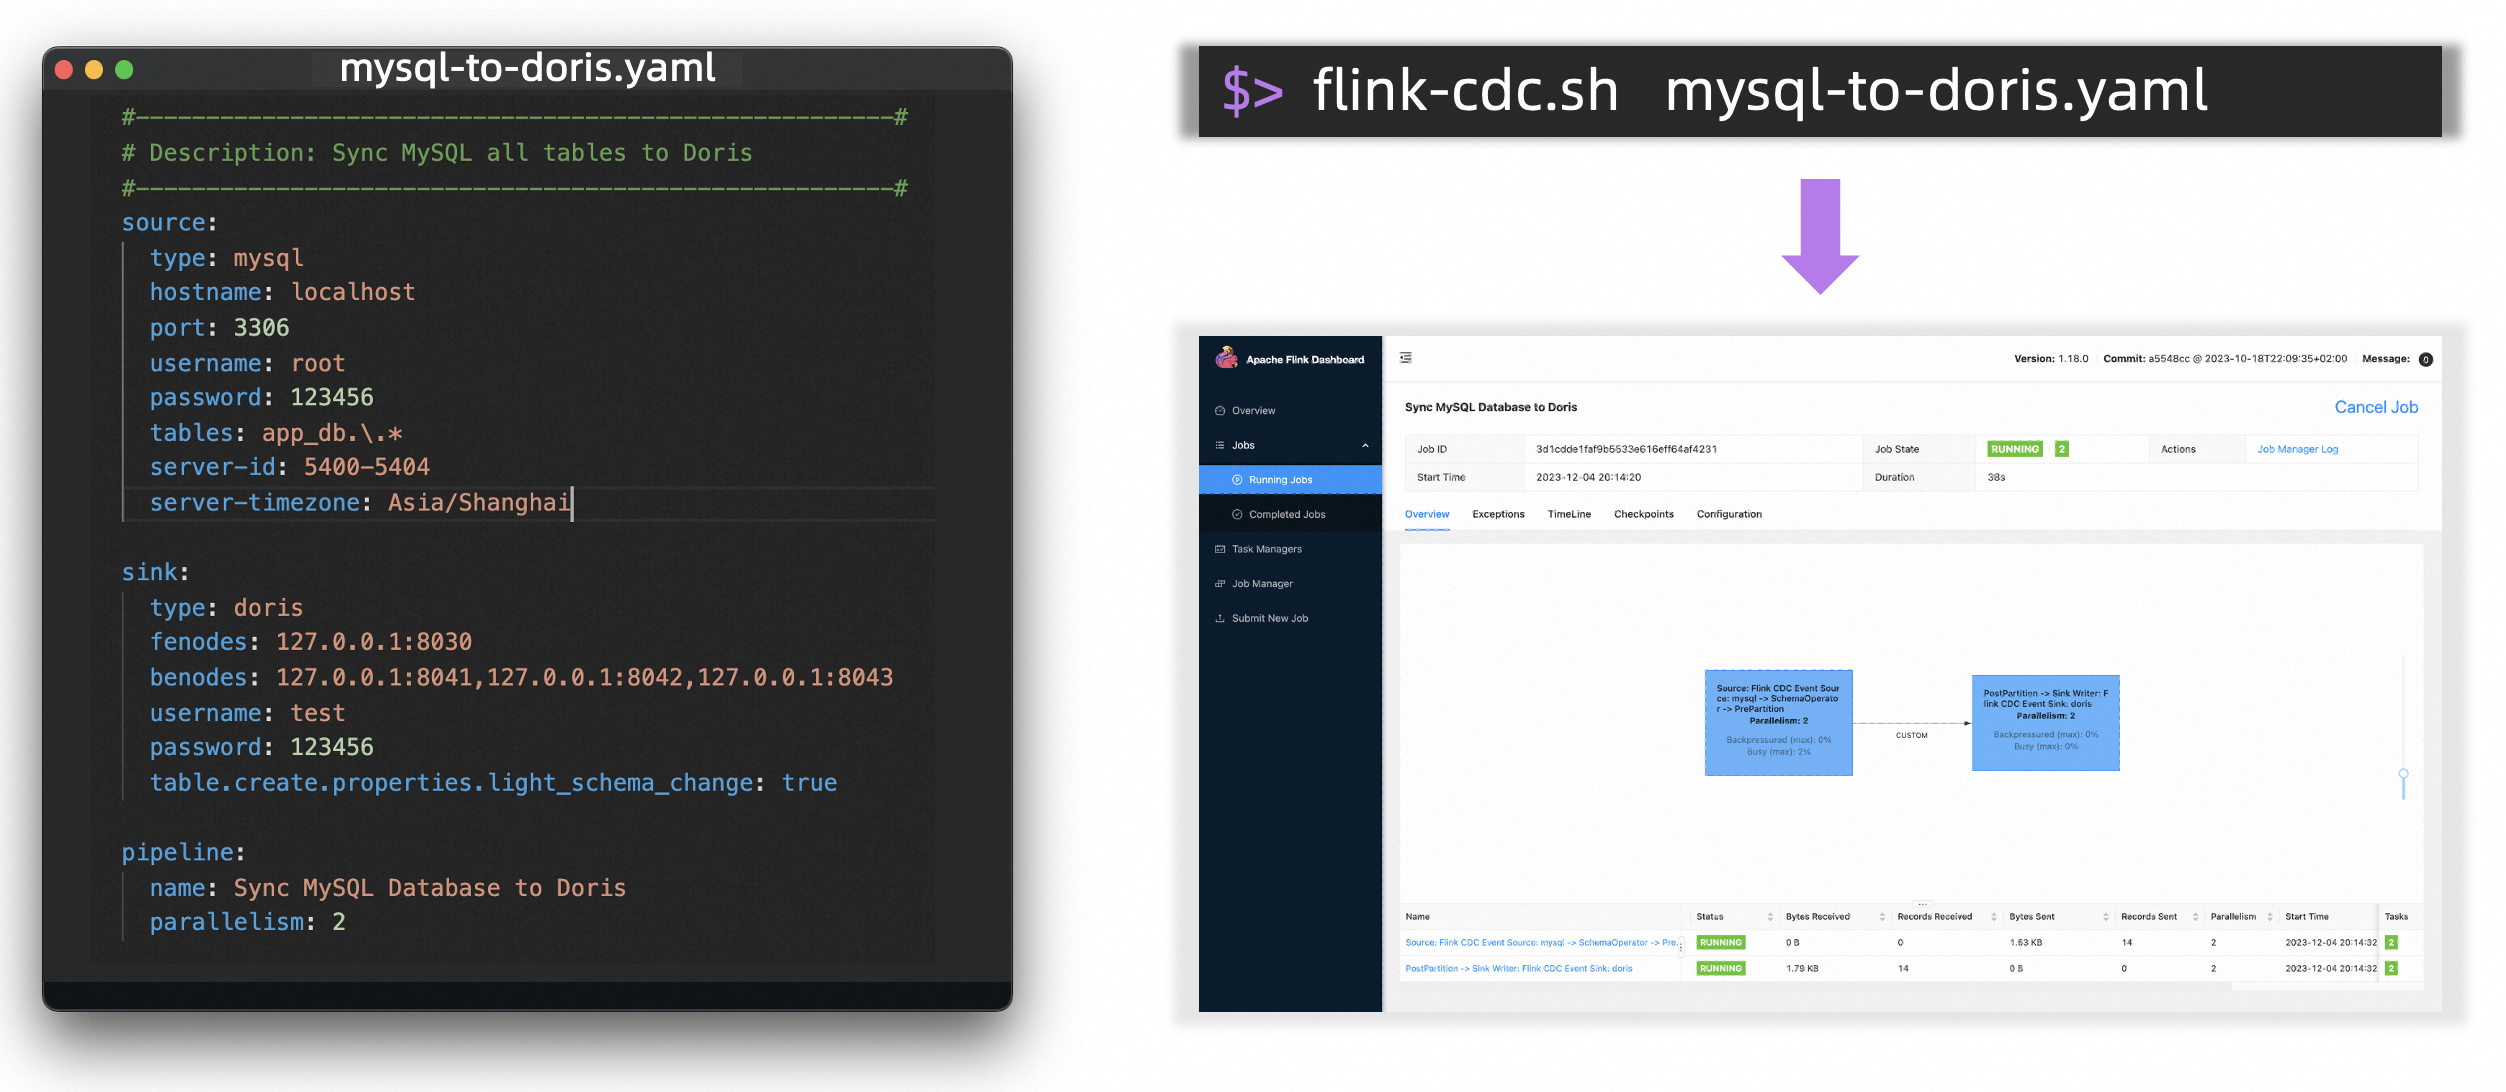 mysql-to-doris.yaml
#------------------------------------------------------#
# Description: Sync MySQL all tables to Doris
#------------------------------------------------------#
source:
type: mysql
hostname: localhost
port: 3306
username: root
password: 123456
tables: app_db.\.*
server-id: 5400-5404
server-timezone: Asia/Shanghai
sink:
type: doris
fenodes: 127.0.0.1:8030
benodes: 127.0.0.1:8041,127.0.0.1:8042,127.0.0.1:8043
username: test
password: 123456
table.create.properties.light_schema_change: true
pipeline:
name: Sync MySQL Database to Doris
parallelism: 2
$> flink-cdc.sh mysql-to-doris.yaml
Apache Flink Dashboard
Version: 1.18.0 Commit: a5548cc @ 2023-10-18T22:09:35+02:00 Message: 0
Overview
Jobs
Running Jobs
Completed Jobs
Task Managers
Job Manager
Submit New Job
Sync MySQL Database to Doris Cancel Job
Job ID 3d1cdde1faf9b5533e616eff64af4231 Job State RUNNING 2 Actions Job Manager Log
Start Time 2023-12-04 20:14:20 Duration 38s
Overview Exceptions TimeLine Checkpoints Configuration
Source: Flink CDC Event Sour
ce: mysql -> SchemaOperato
r -> PrePartition
Parallelism: 2
Backpressured (max): 0%
Busy (max): 2%
CUSTOM
PostPartition -> Sink Writer: F
link CDC Event Sink: doris
Parallelism: 2
Backpressured (max): 0%
Busy (max): 0%
Name Status Bytes Received Records Received Bytes Sent Records Sent Parallelism Start Time Tasks
Source: Flink CDC Event Source: mysql -> SchemaOperator -> Pre... RUNNING 0 B 0 1.63 KB 14 2 2023-12-04 20:14:32 2
PostPartition -> Sink Writer: Flink CDC Event Sink: doris RUNNING 1.79 KB 14 0 B 0 2 2023-12-04 20:14:32 2